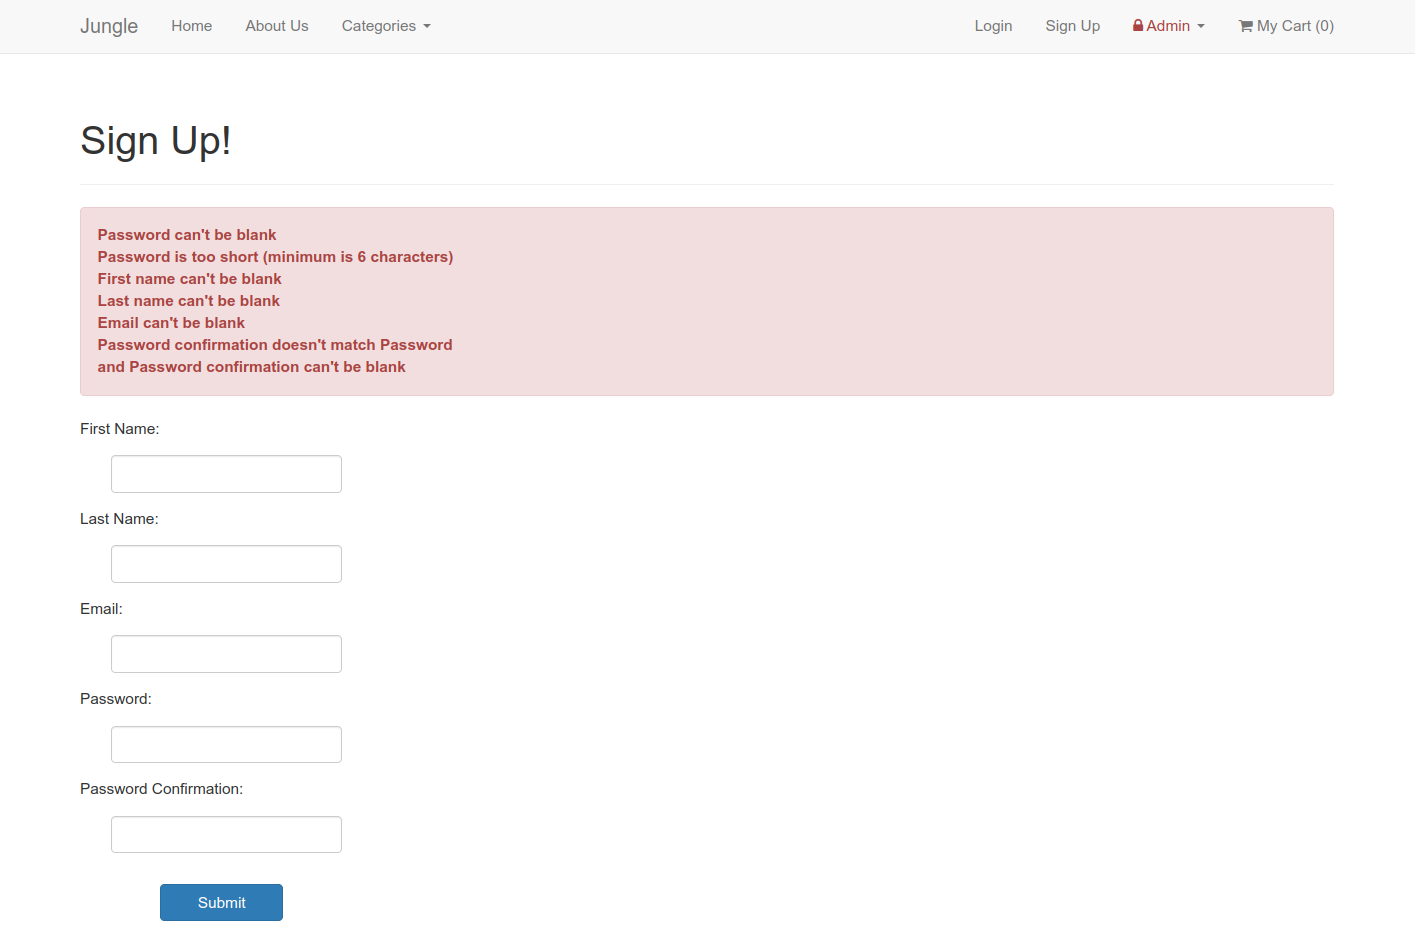 Jungle Home About Us Categories Login Sign Up Admin My Cart (0)
Sign Up!
Password can't be blank
Password is too short (minimum is 6 characters)
First name can't be blank
Last name can't be blank
Email can't be blank
Password confirmation doesn't match Password
and Password confirmation can't be blank
First Name:
Last Name:
Email:
Password:
Password Confirmation:
Submit